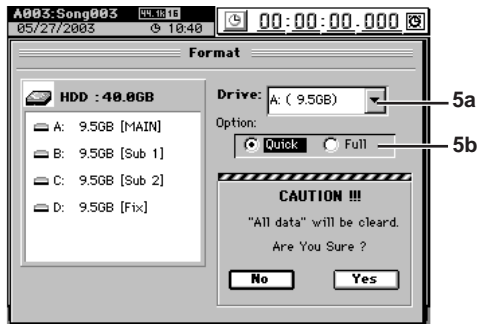 A003:Song003 44.1k 16
05/27/2003 10:40
00:00:00.000
Format
HDD :40.0GB
A: 9.5GB [MAIN]
B: 9.5GB [Sub 1]
C: 9.5GB [Sub 2]
D: 9.5GB [Fix]
Drive: A: ( 9.5GB)
5a
Option:
Quick Full
5b
CAUTION !!!
"All data" will be cleard.
Are You Sure ?
No Yes